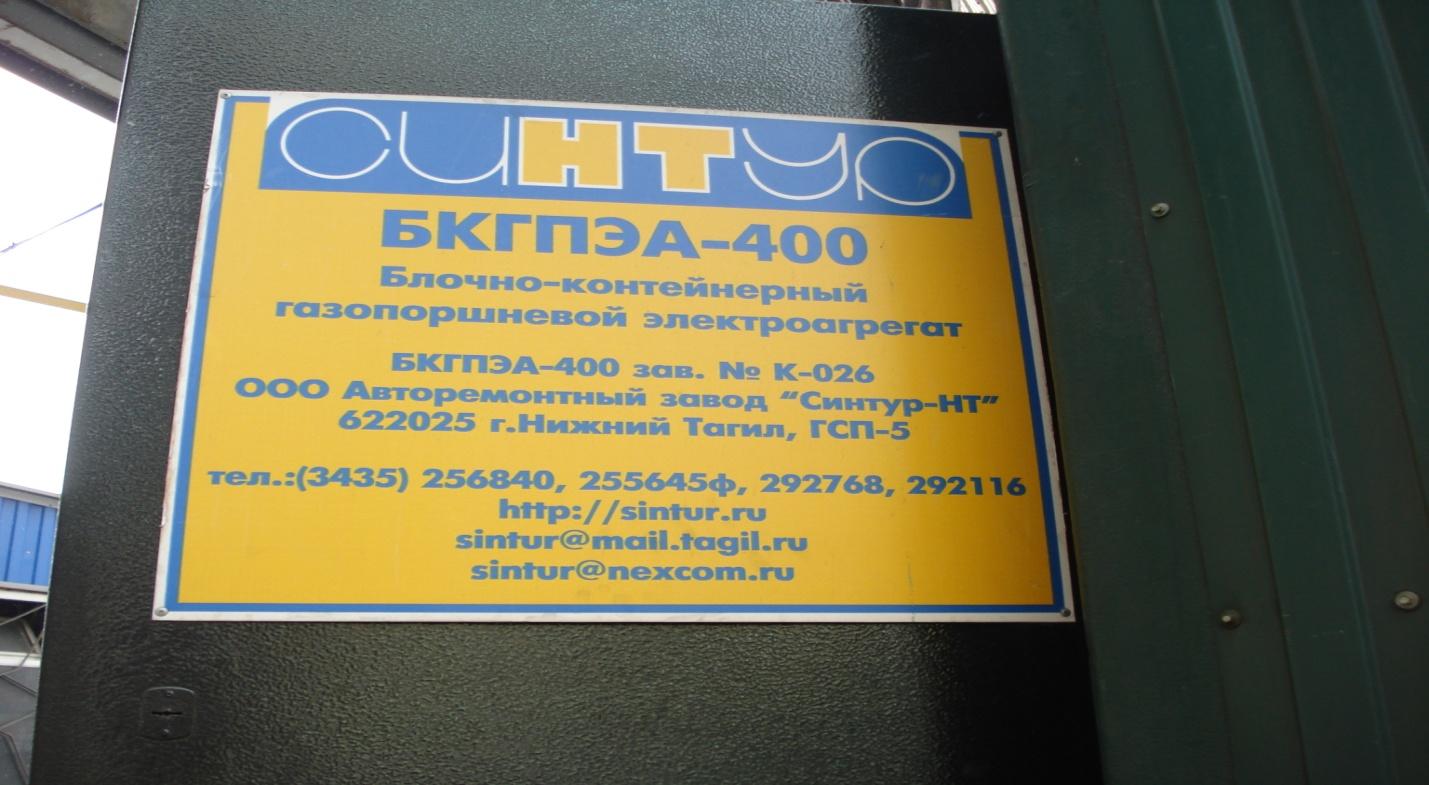 СИНТУР
БКГПЭА-400
Блочно-контейнерный
газопоршневой электроагрегат
БКГПЭА-400 зав. № К-026
ООО Авторемонтный завод "Синтур-НТ"
622025 г.Нижний Тагил, ГСП-5
тел.:(3435) 256840, 255645ф, 292768, 292116
http://sintur.ru
sintur@mail.tagil.ru
sintur@nexcom.ru